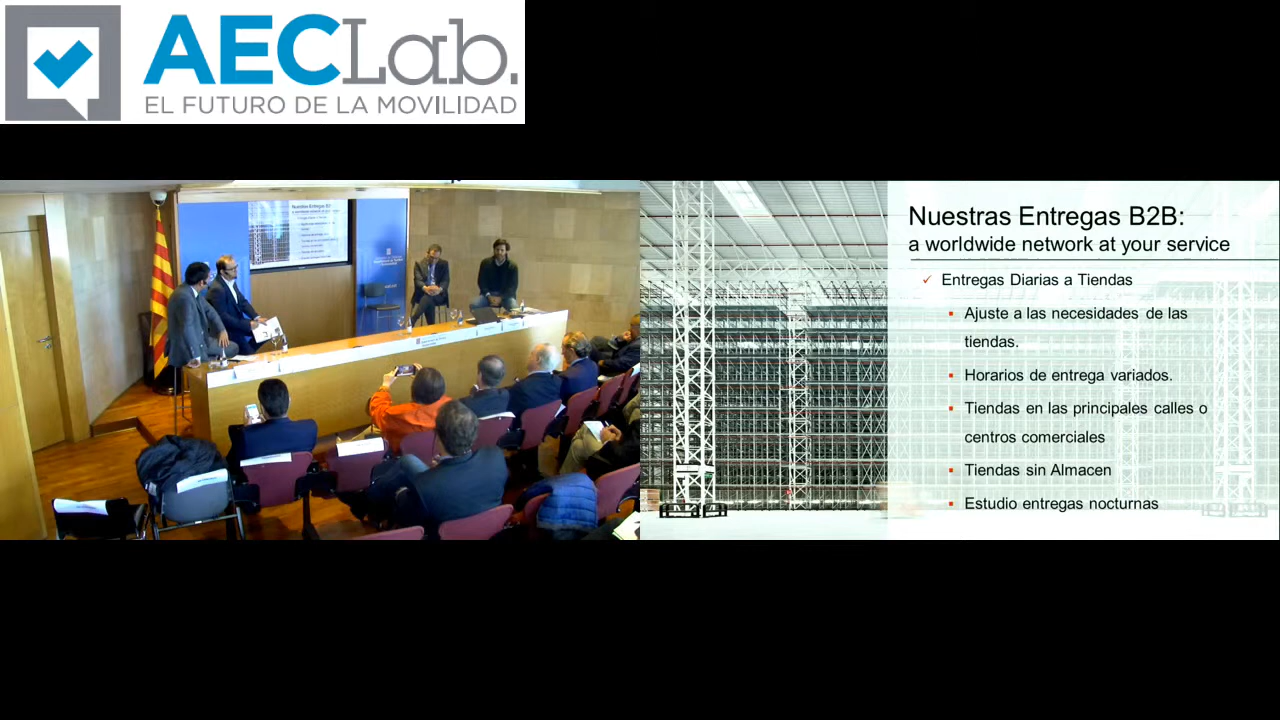 AECLab.
EL FUTURO DE LA MOVILIDAD
Nuestras Entregas B2B:
a worldwide network at your service
Entregas Diarias a Tiendas
Ajuste a las necesidades de las
tiendas.
Horarios de entrega variados.
Tiendas en las principales calles o
centros comerciales
Tiendas sin Almacen
Estudio entregas nocturnas